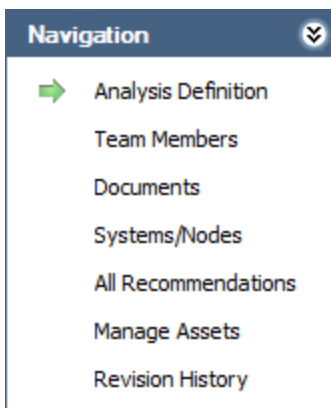 Navigation
Analysis Definition
Team Members
Documents
Systems/Nodes
All Recommendations
Manage Assets
Revision History